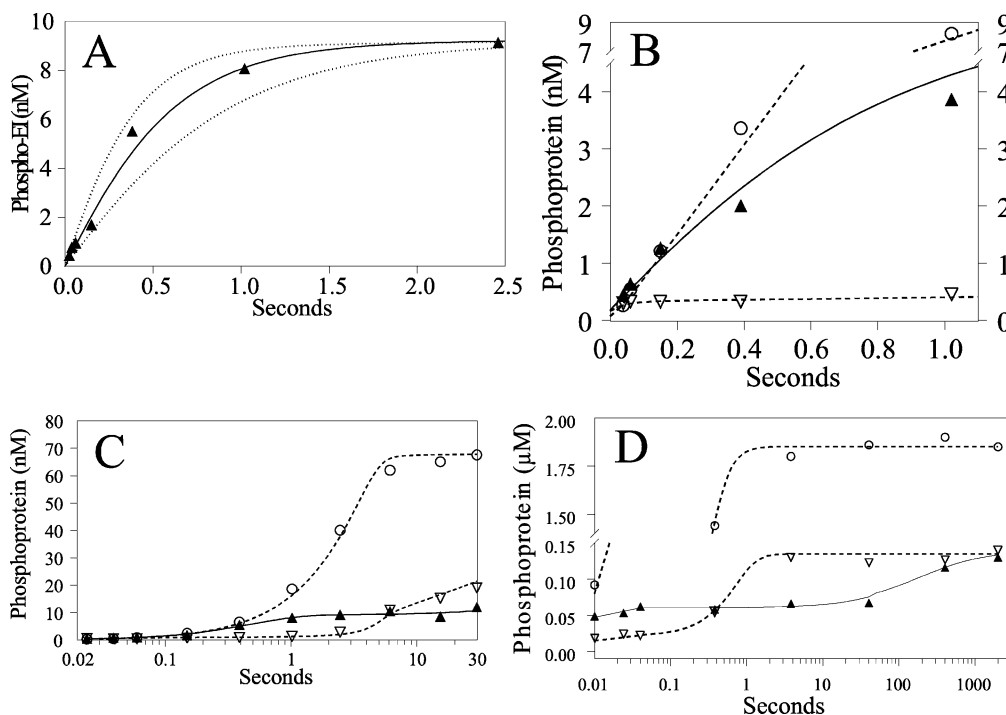 A
10
8
6
4
2
0
Phospho-EI (nM)
0.0 0.5 1.0 1.5 2.0 2.5
Seconds
B
9
7
4
3
2
1
0
Phosphoprotein (nM)
9
7
4
3
2
1
0
0.0 0.2 0.4 0.6 0.8 1.0
Seconds
C
80
70
60
50
40
30
20
10
0
Phosphoprotein (nM)
0.02 0.1 1 10 30
Seconds
D
2.00
1.75
1.50
0.15
0.10
0.05
0.00
Phosphoprotein (μM)
0.01 0.1 1 10 100 1000
Seconds